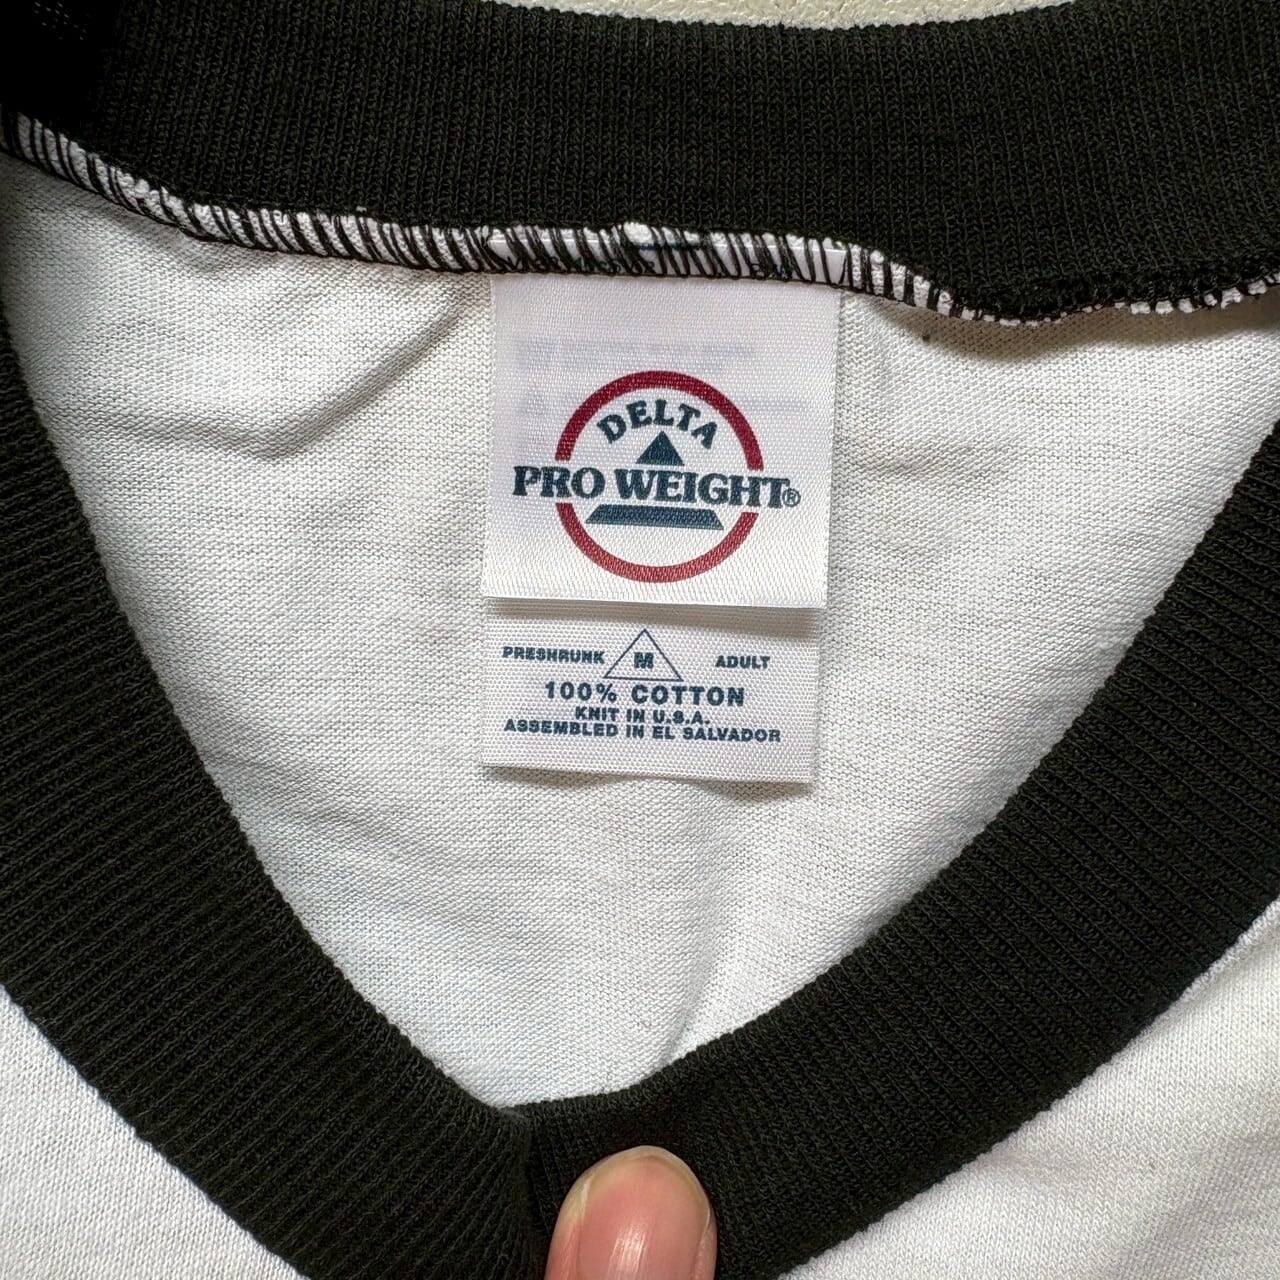 DELTA
PRO WEIGHT®
PRESHRUNK M ADULT
100% COTTON
KNIT IN U.S.A.
ASSEMBLED IN EL SALVADOR